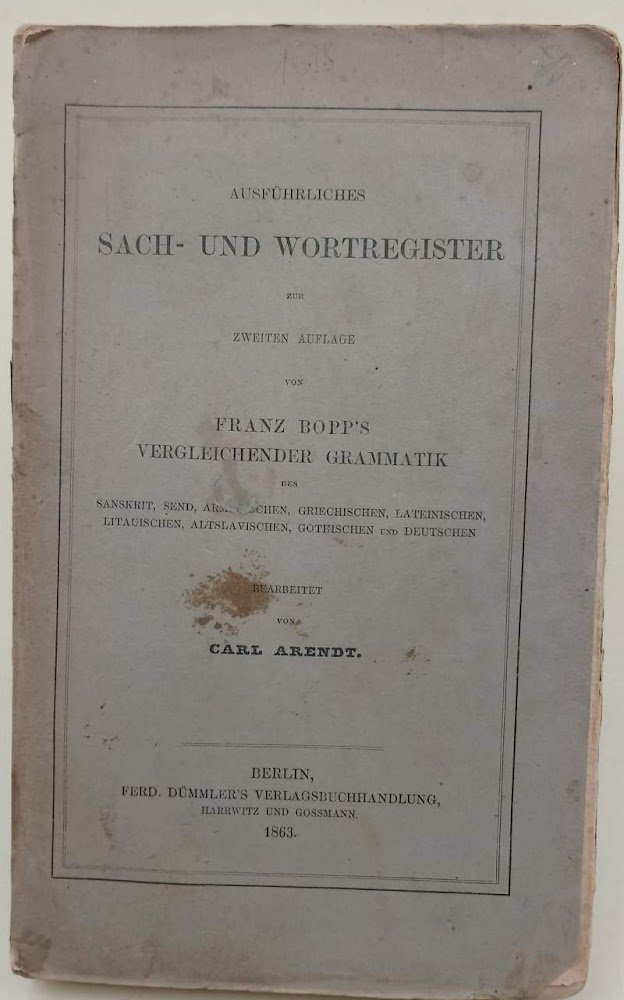 AUSFÜHRLICHES
SACH- UND WORTREGISTER
ZUR
ZWEITEN AUFLAGE
VON
FRANZ BOPP'S
VERGLEICHENDER GRAMMATIK
DES
SANSKRIT, SEND, GRIECHISCHEN, LATEINISCHEN,
LITAUISCHEN, ALTSLAVISCHEN, GOTHISCHEN UND DEUTSCHEN
BEARBEITET
VON
CARL ARENDT.
BERLIN,
FERD. DÜMMLER'S VERLAGSBUCHHANDLUNG,
HARRWITZ UND GOSSMANN.
1863.